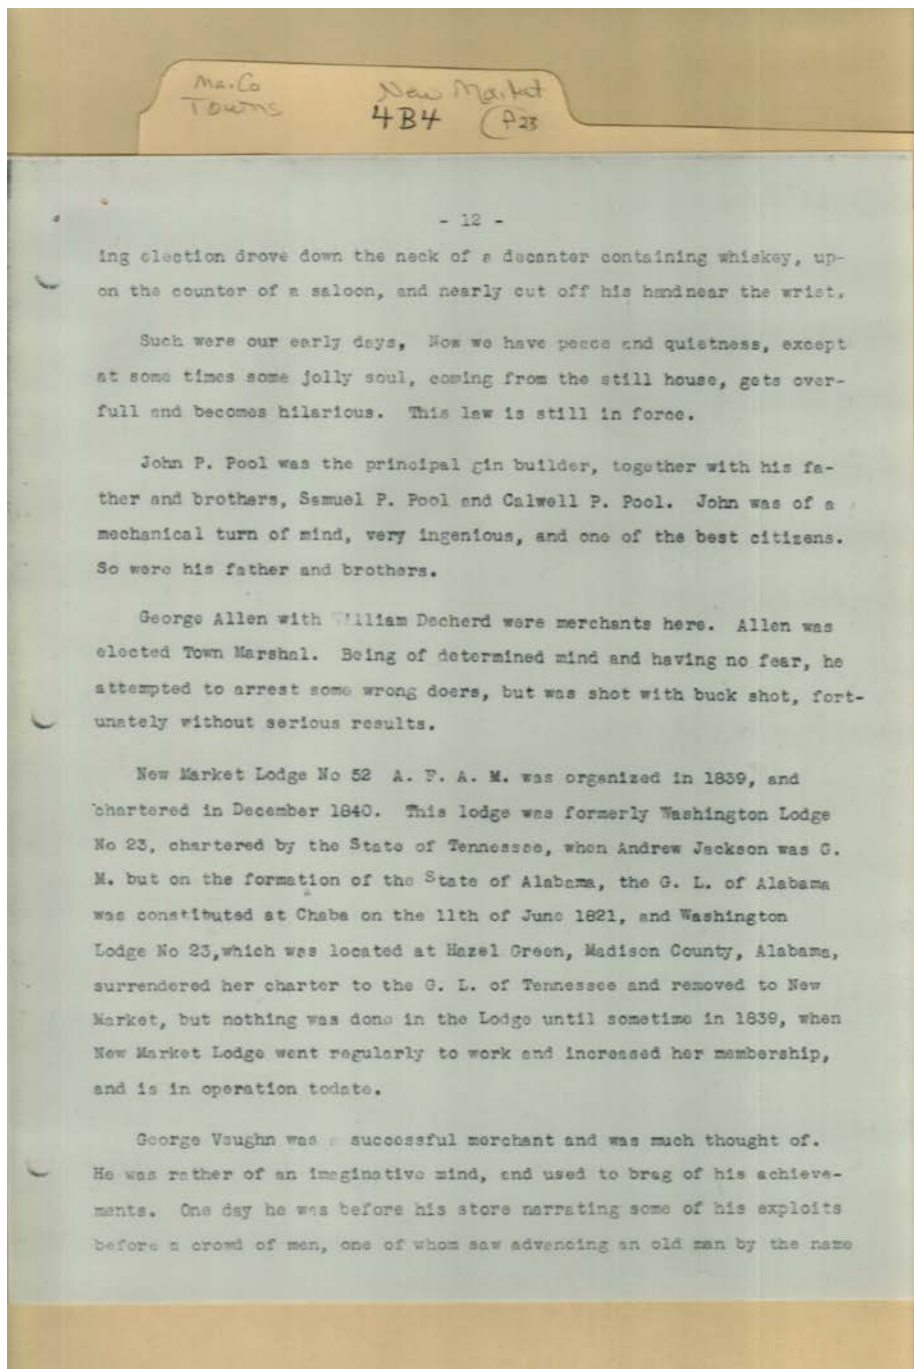 Ma. Co
Towns
New Market
4B4 (P23
- 12 -
ing election drove down the neck of a decanter containing whiskey, up-
on the counter of a saloon, and nearly cut off his handnear the wrist.
Such were our early days, Now we have peace and quietness, except
at some times some jolly soul, coming from the still house, gets over-
full and becomes hilarious. This law is still in force.
John P. Pool was the principal gin builder, together with his fa-
ther and brothers, Samuel P. Pool and Calwell P. Pool. John was of a
mechanical turn of mind, very ingenious, and one of the best citizens.
So were his father and brothers.
George Allen with William Decherd were merchants here. Allen was
elected Town Marshal. Being of determined mind and having no fear, he
attempted to arrest some wrong doers, but was shot with buck shot, fort-
unately without serious results.
New Market Lodge No 52 A. F. A. M. was organized in 1839, and
chartered in December 1840. This lodge was formerly Washington Lodge
No 23, chartered by the State of Tennessee, when Andrew Jackson was G.
M. but on the formation of the State of Alabama, the G. L. of Alabama
was constituted at Chaba on the 11th of June 1821, and Washington
Lodge No 23,which was located at Hazel Green, Madison County, Alabama,
surrendered her charter to the G. L. of Tennessee and removed to New
Market, but nothing was done in the Lodge until sometime in 1839, when
New Market Lodge went regularly to work and increased her membership,
and is in operation todate.
George Vaughn was a successful merchant and was much thought of.
He was rather of an imaginative mind, and used to brag of his achieve-
ments. One day he was before his store narrating some of his exploits
before a crowd of men, one of whom saw advancing an old man by the name